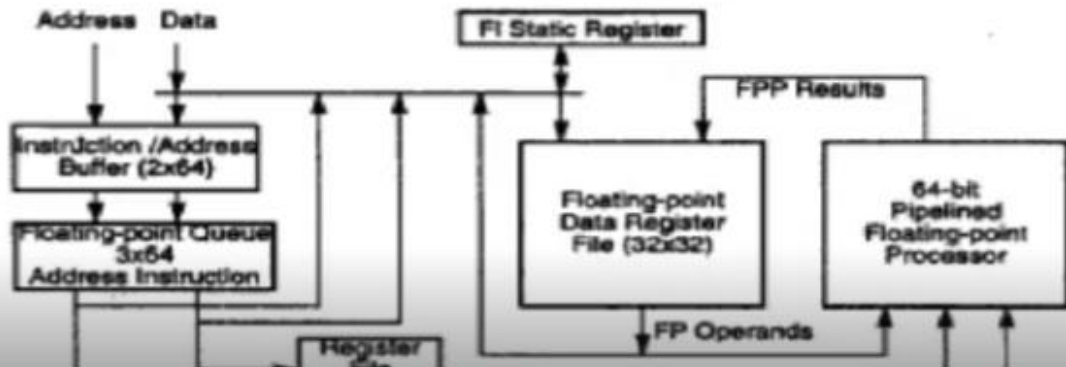 Address Data
FI Static Register
FPP Results
InstrJction /Address
Buffer (2x64)
Floating-point Queue
3x64
Address Instruction
Floating-point
Data Register
File (32x32)
64-bit
Pipelined
Floating-point
Processor
FP Operands
Register